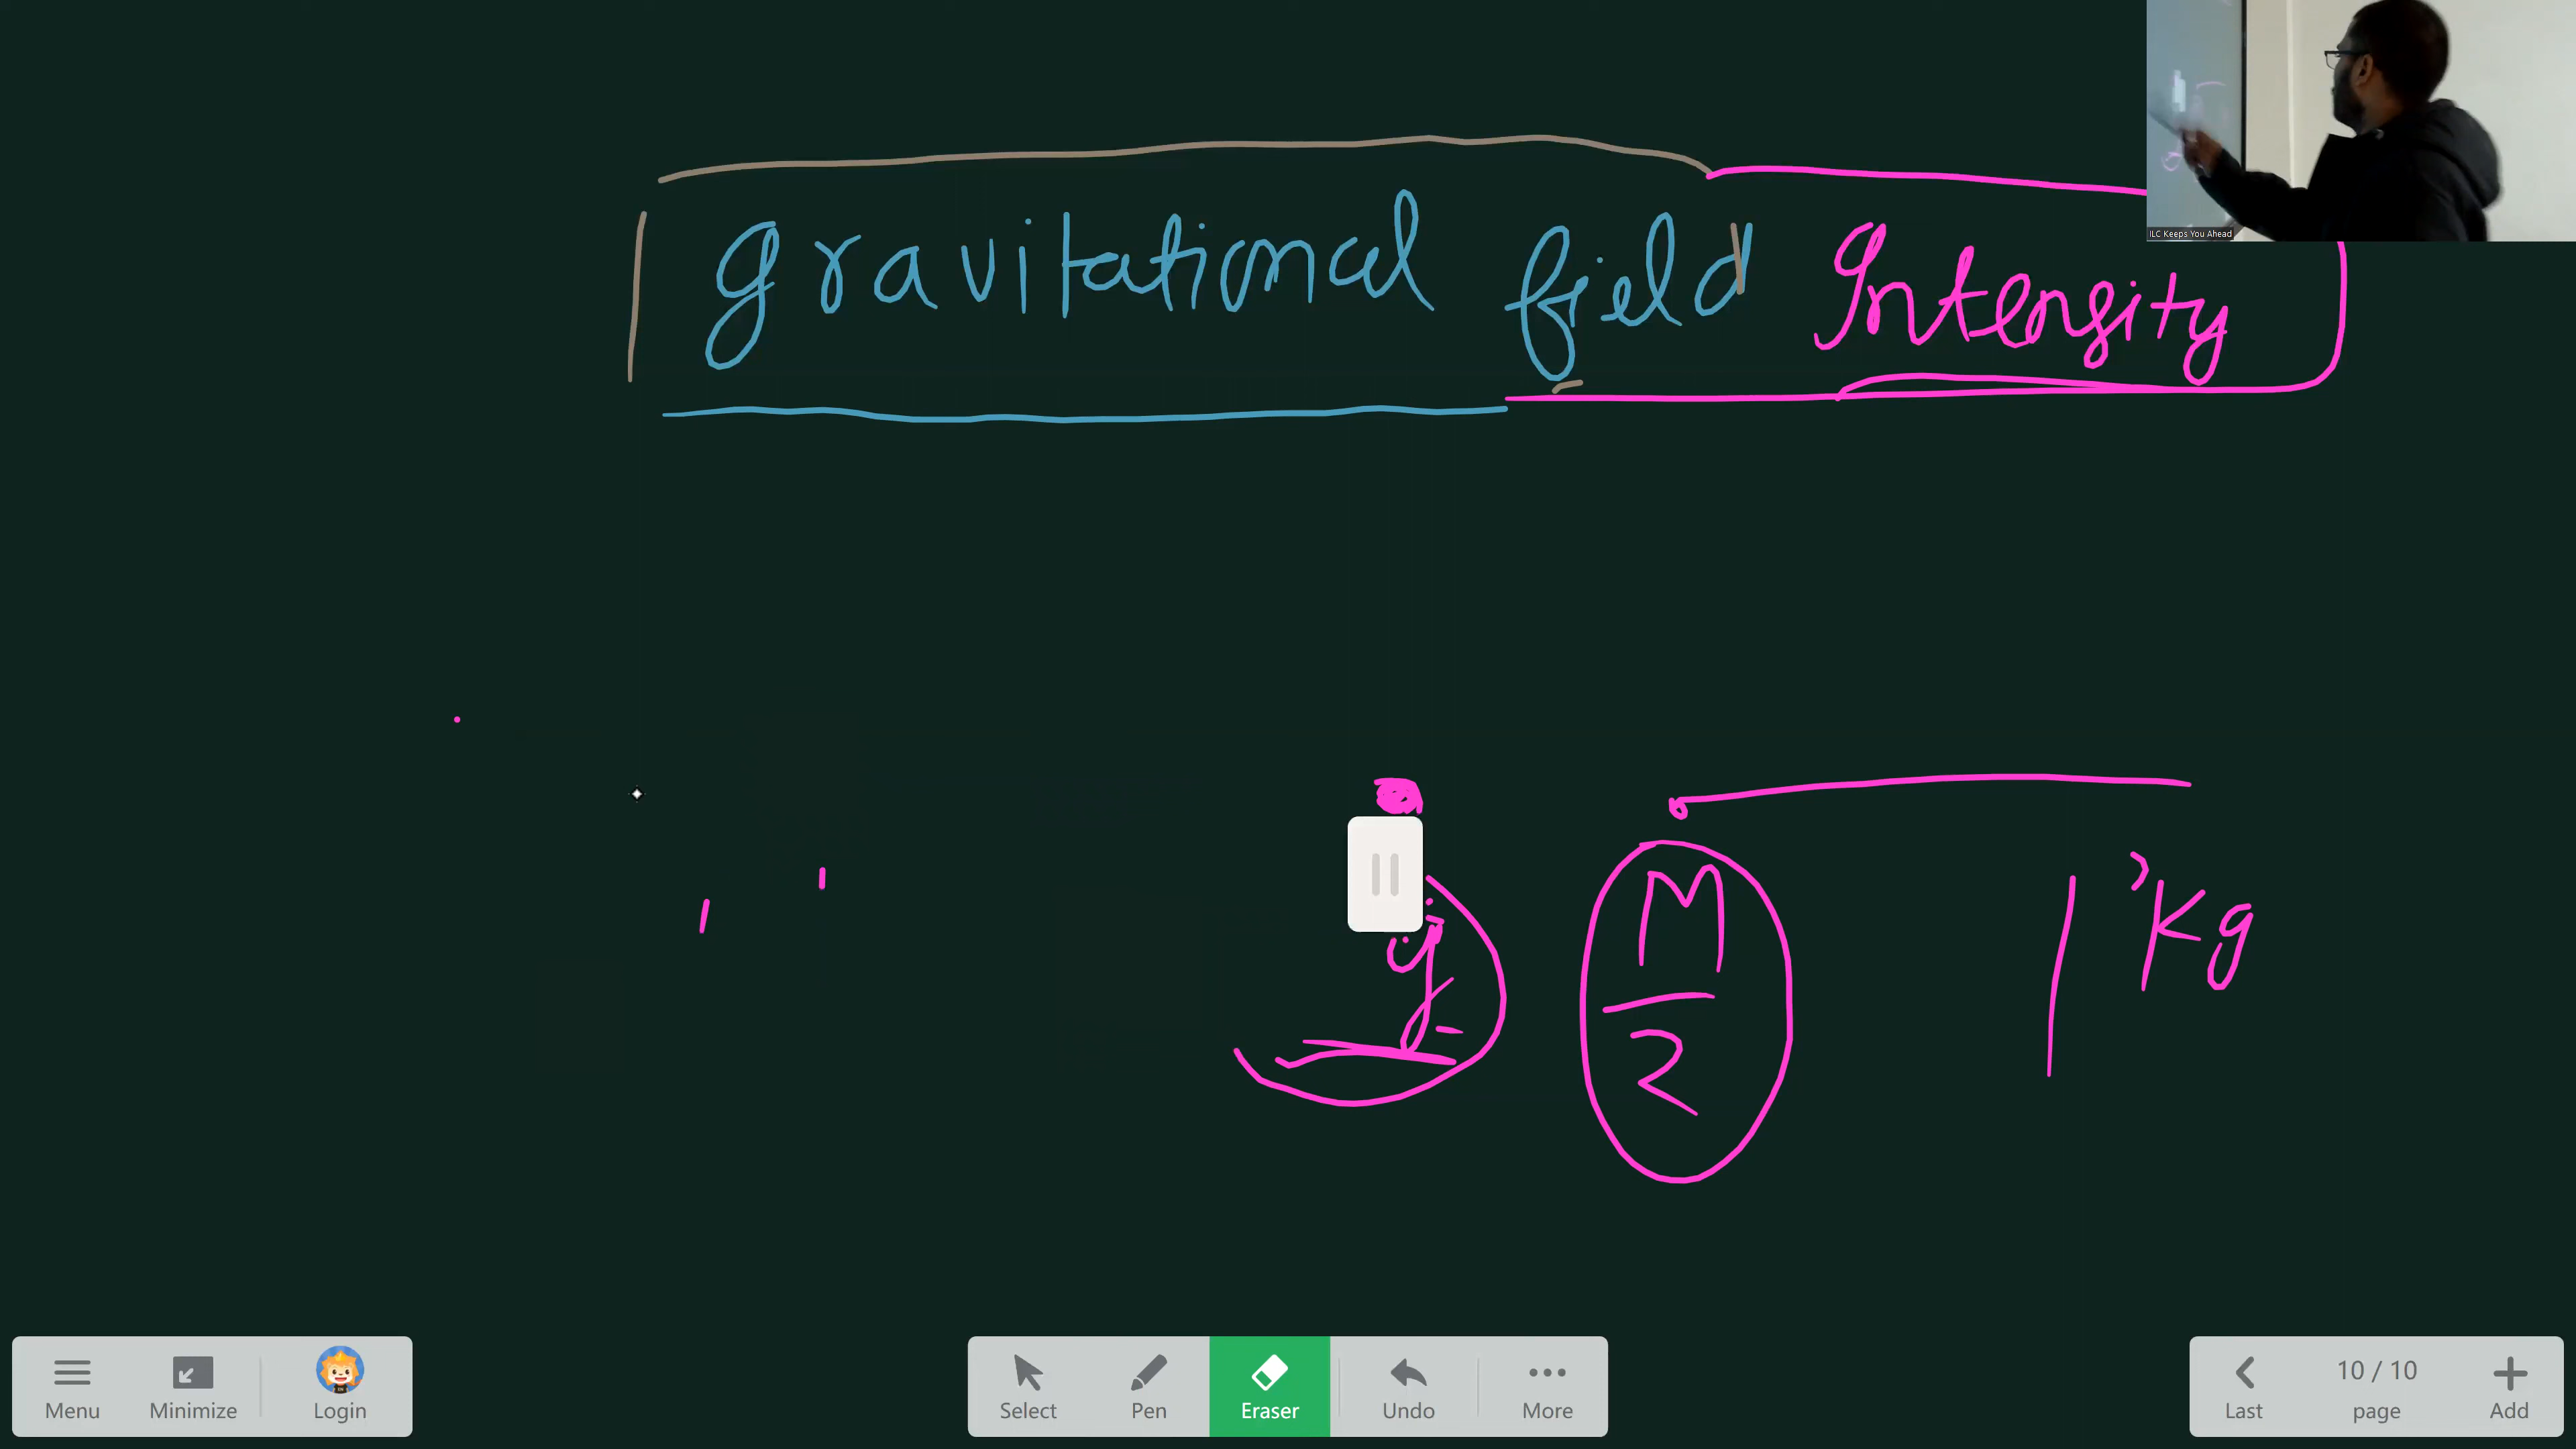 ILC Keeps You Ahead
gravitational field Intensity
M
2
1 kg
Menu Minimize Login Select Pen Eraser Undo More Last 10 / 10 page Add